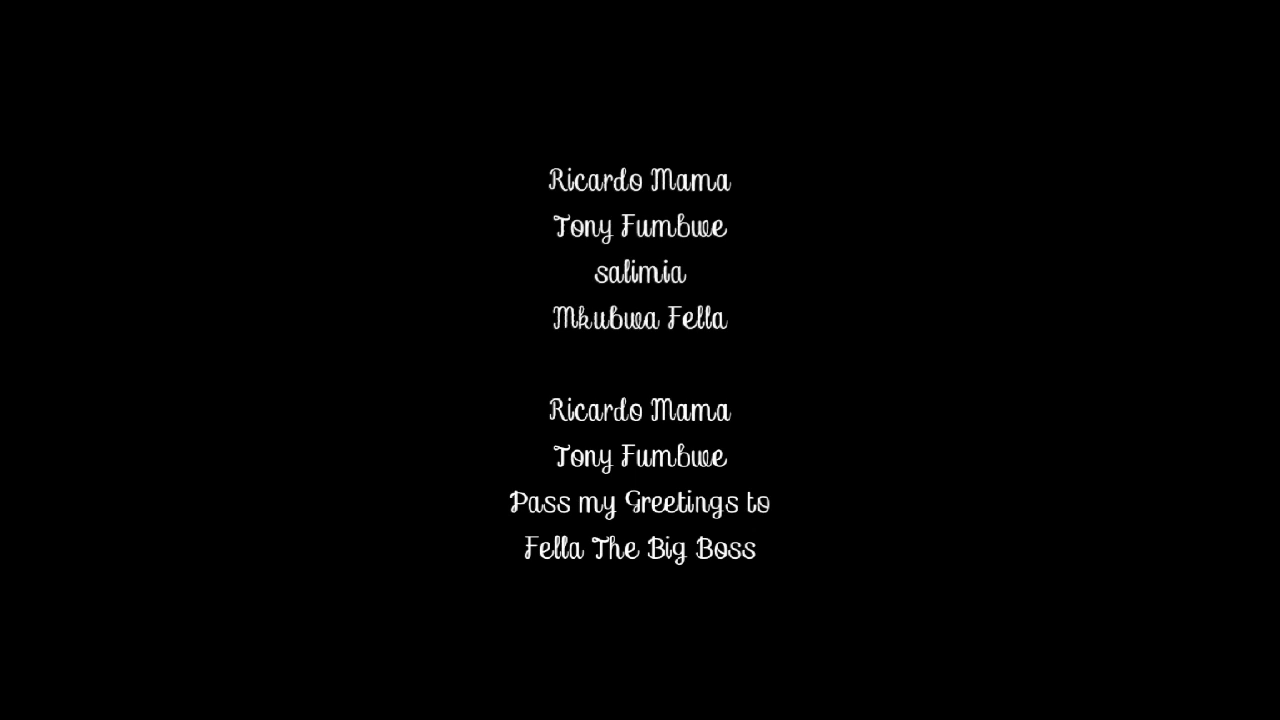 Ricardo Mama
Tony Fumbwe
salimia
Mkubwa Fella
Ricardo Mama
Tony Fumbwe
Pass my Greetings to
Fella The Big Boss